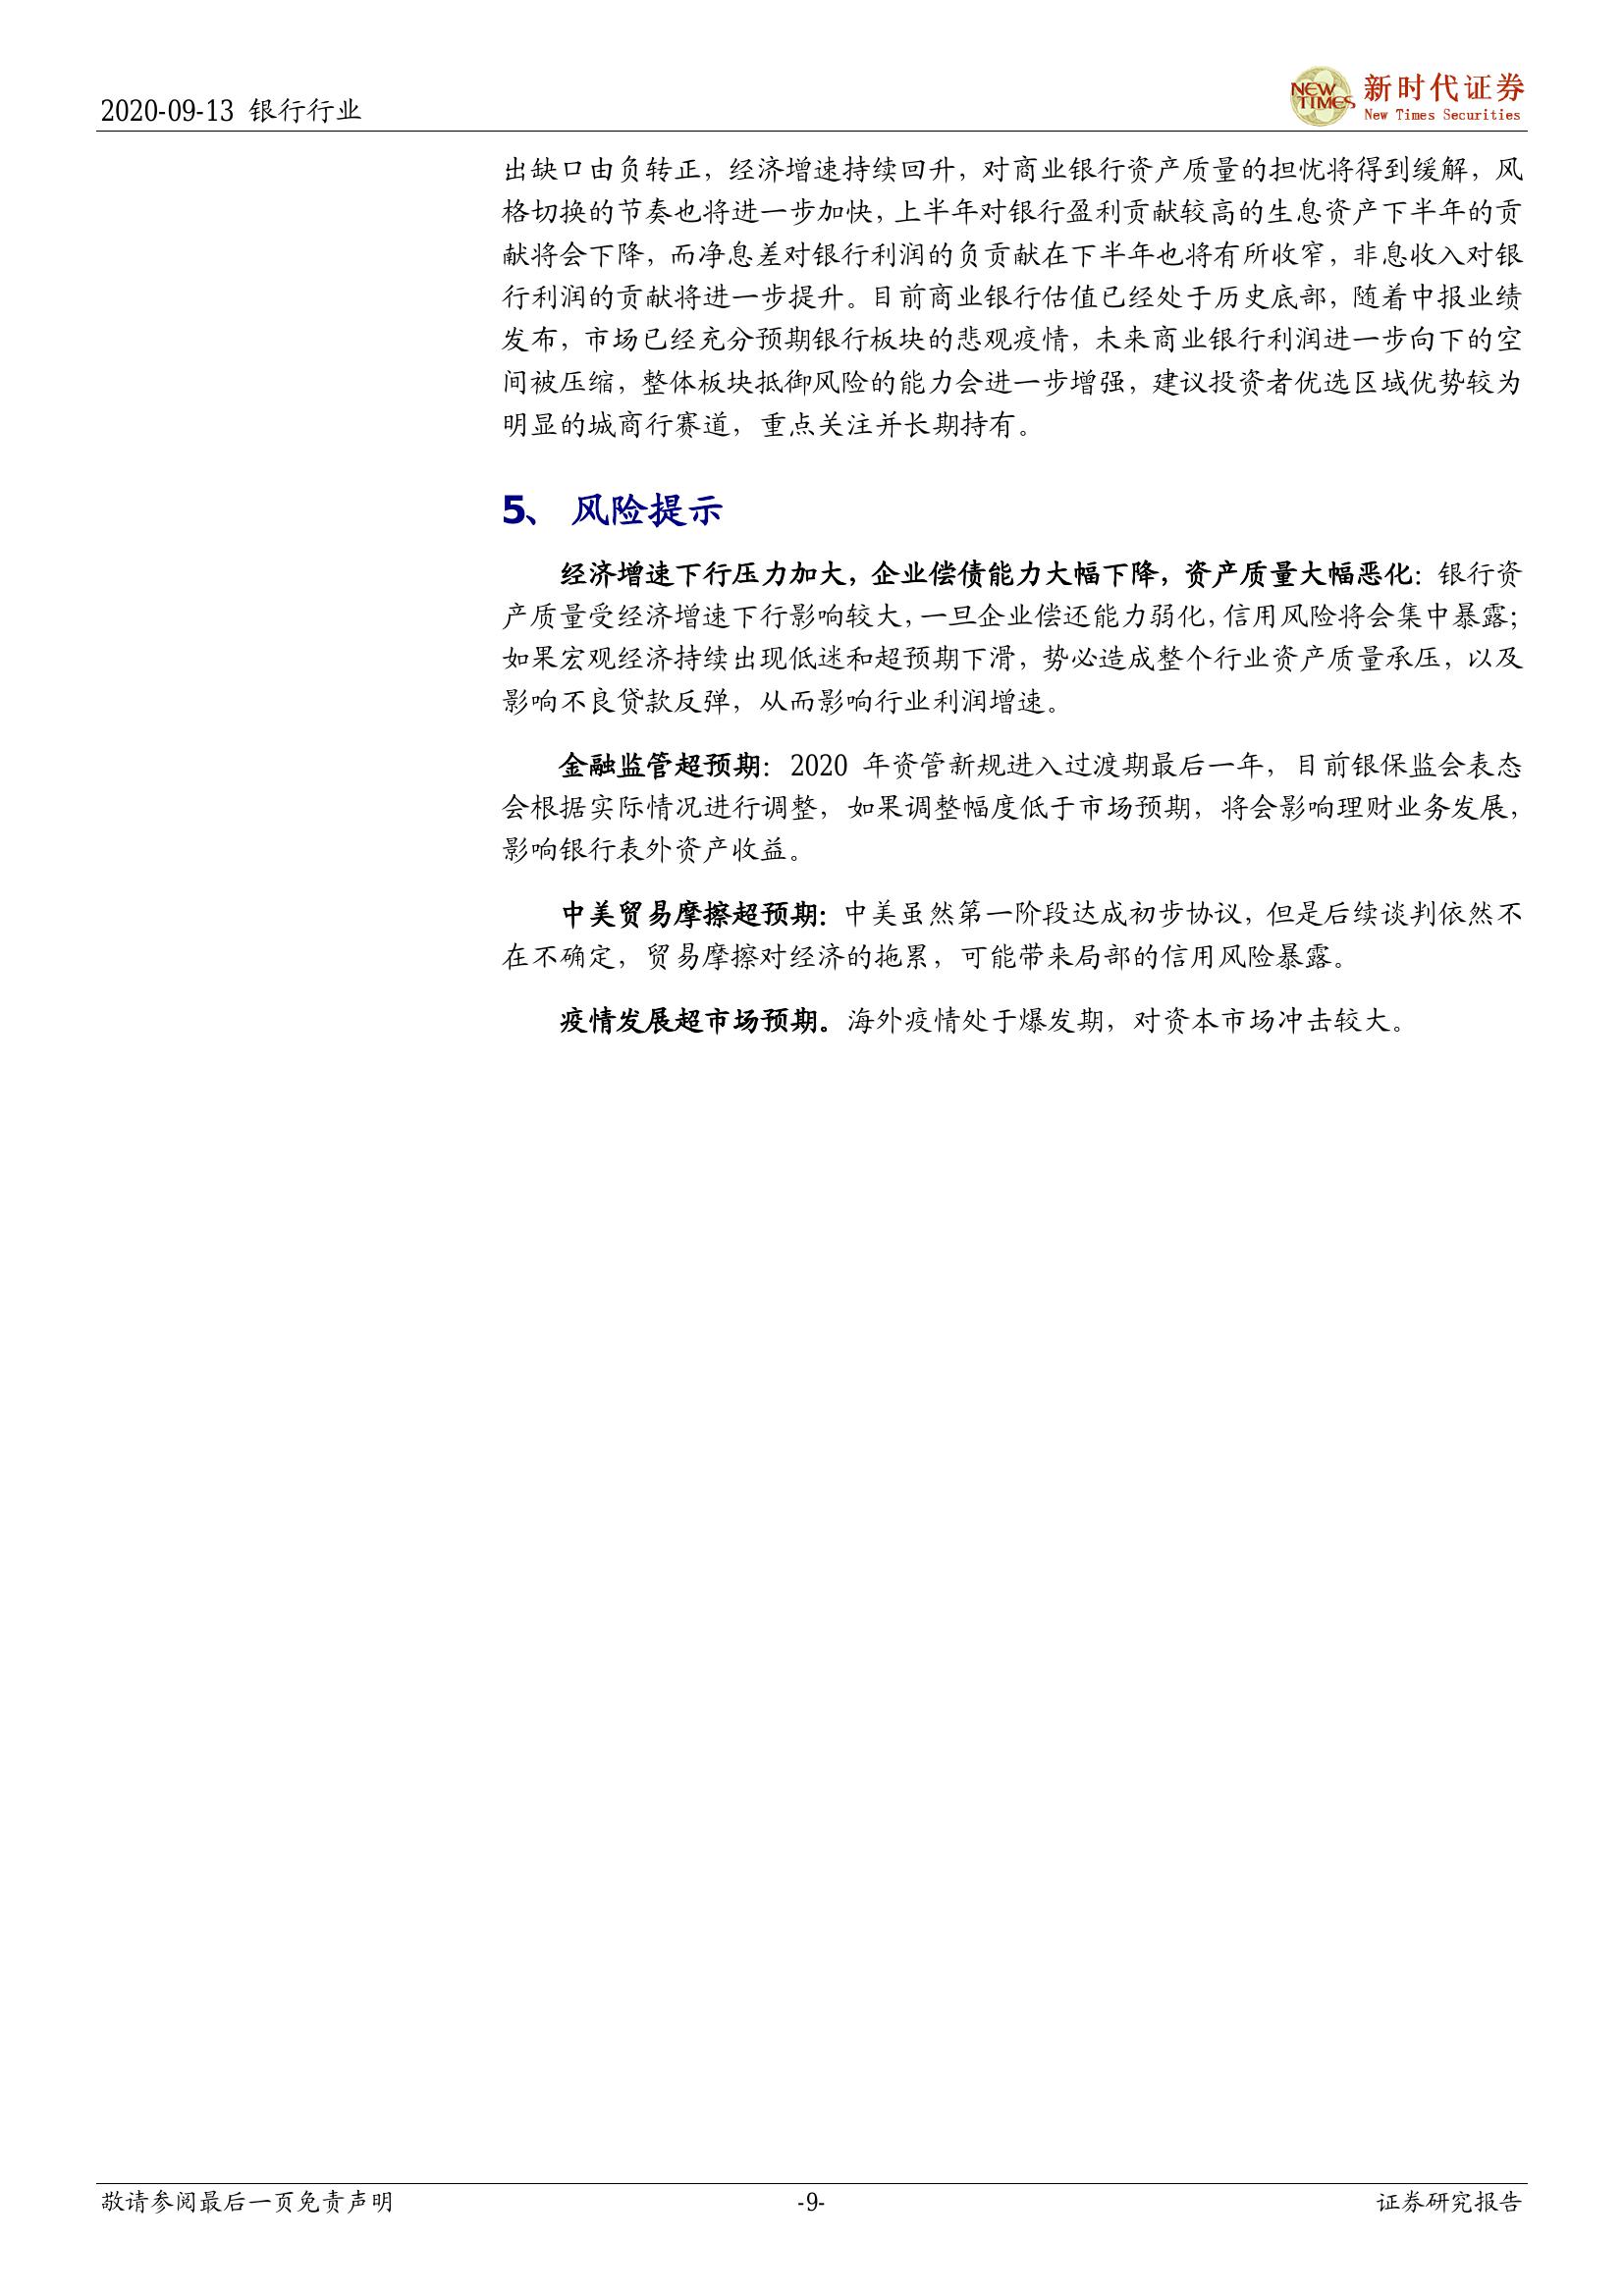 2020-09-13 银行行业
NEW TIMES 新时代证券
New Times Securities
出缺口由负转正，经济增速持续回升，对商业银行资产质量的担忧将得到缓解，风
格切换的节奏也将进一步加快，上半年对银行盈利贡献较高的生息资产下半年的贡
献将会下降，而净息差对银行利润的负贡献在下半年也将有所收窄，非息收入对银
行利润的贡献将进一步提升。目前商业银行估值已经处于历史底部，随着中报业绩
发布，市场已经充分预期银行板块的悲观疫情，未来商业银行利润进一步向下的空
间被压缩，整体板块抵御风险的能力会进一步增强，建议投资者优选区域优势较为
明显的城商行赛道，重点关注并长期持有。
5、 风险提示
经济增速下行压力加大，企业偿债能力大幅下降，资产质量大幅恶化：银行资
产质量受经济增速下行影响较大，一旦企业偿还能力弱化，信用风险将会集中暴露；
如果宏观经济持续出现低迷和超预期下滑，势必造成整个行业资产质量承压，以及
影响不良贷款反弹，从而影响行业利润增速。
金融监管超预期：2020 年资管新规进入过渡期最后一年，目前银保监会表态
会根据实际情况进行调整，如果调整幅度低于市场预期，将会影响理财业务发展，
影响银行表外资产收益。
中美贸易摩擦超预期：中美虽然第一阶段达成初步协议，但是后续谈判依然不
在不确定，贸易摩擦对经济的拖累，可能带来局部的信用风险暴露。
疫情发展超市场预期。海外疫情处于爆发期，对资本市场冲击较大。
敬请参阅最后一页免责声明 -9- 证券研究报告